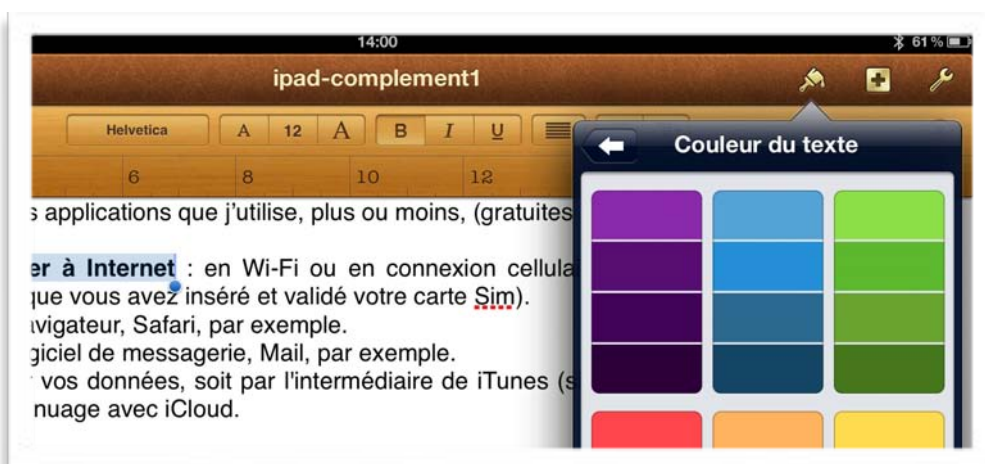 14:00
61 %
ipad-complement1
Helvetica
A 12 A B I U
Couleur du texte
6 8 10 12
s applications que j'utilise, plus ou moins, (gratuites
er à Internet : en Wi-Fi ou en connexion cellula
que vous avez inséré et validé votre carte Sim).
avigateur, Safari, par exemple.
giciel de messagerie, Mail, par exemple.
vos données, soit par l'intermédiaire de iTunes (s
nuage avec iCloud.